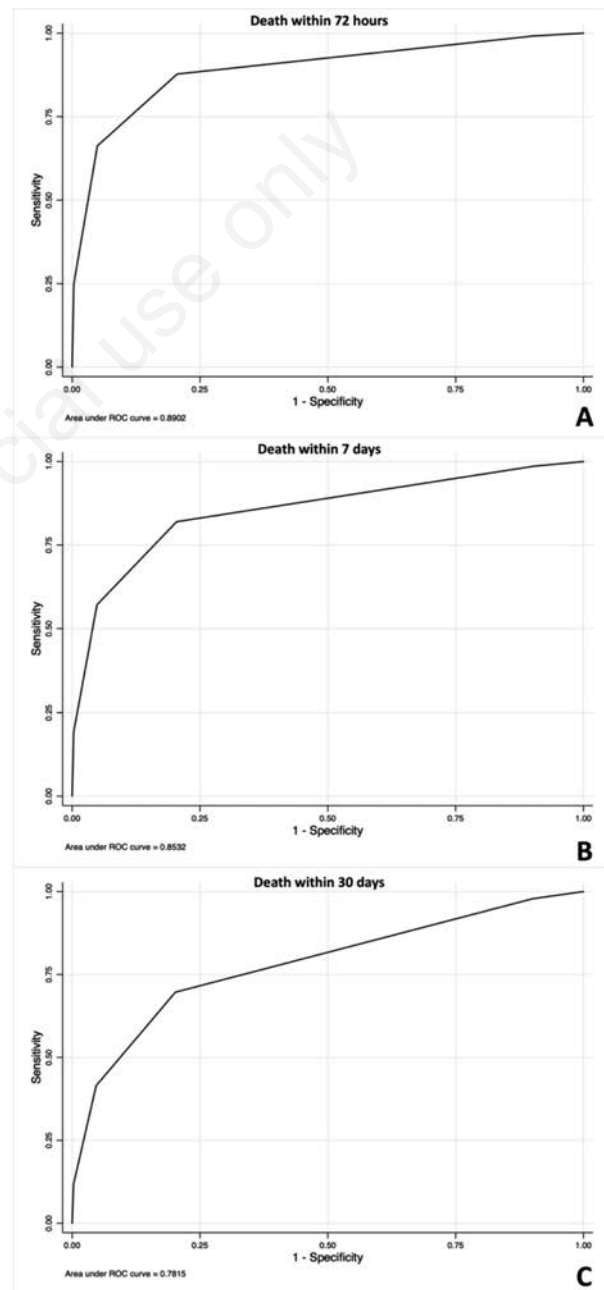 Death within 72 hours
1.00
0.75
0.50
0.25
0.00
Sensitivity
0.00 0.25 0.50 0.75 1.00
1 - Specificity
Area under ROC curve = 0.8902
A
Death within 7 days
1.00
0.75
0.50
0.25
0.00
Sensitivity
0.00 0.25 0.50 0.75 1.00
1 - Specificity
Area under ROC curve = 0.8532
B
Death within 30 days
1.00
0.75
0.50
0.25
0.00
Sensitivity
0.00 0.25 0.50 0.75 1.00
1 - Specificity
Area under ROC curve = 0.7815
C
use only